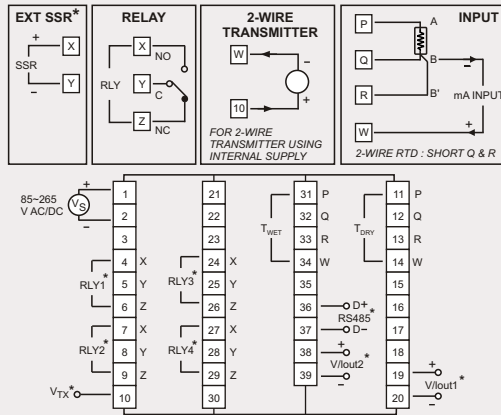 EXT SSR*
+
SSR
−
X
Y
RELAY
RLY
X
NO
Y
C
Z
NC
2-WIRE
TRANSMITTER
W
−
10
+
FOR 2-WIRE
TRANSMITTER USING
INTERNAL SUPPLY
INPUT
P
A
Q
B
−
R
B'
mA INPUT
W
+
2-WIRE RTD : SHORT Q & R
85~265
V AC/DC
+
VS
−
1
2
3
RLY1*
4 X
5 Y
6 Z
RLY2*
7 X
8 Y
9 Z
VTX*
10
21
22
23
RLY3*
24 X
25 Y
26 Z
RLY4*
27 X
28 Y
29 Z
30
TWET
31 P
32 Q
33 R
34 W
35
36 D+
RS485*
37 D−
38 +
V/Iout2*
39 −
TDRY
11 P
12 Q
13 R
14 W
15
16
17
18
19 +
V/Iout1*
20 −